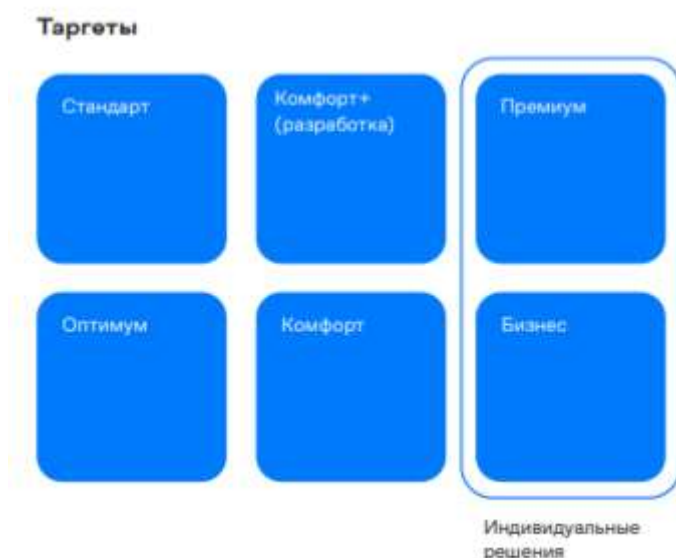 Таргеты
Стандарт
Комфорт+
(разработка)
Премиум
Оптимум
Комфорт
Бизнес
Индивидуальные
решения